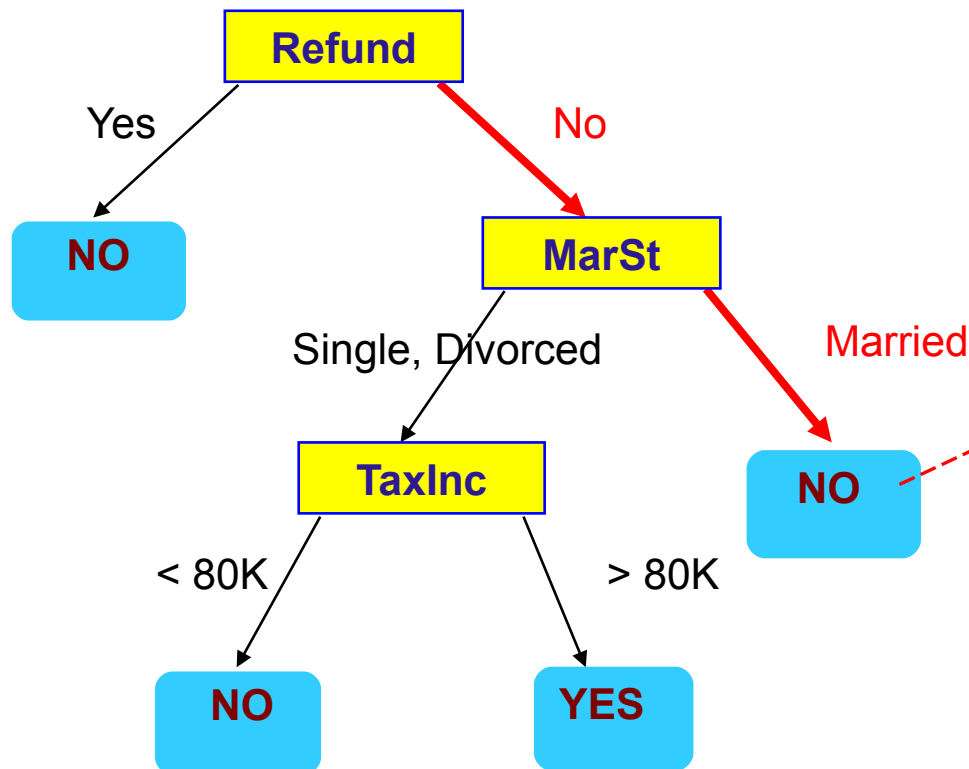 Refund
Yes
No
NO
MarSt
Single, Divorced
Married
TaxInc
NO
< 80K
> 80K
NO
YES